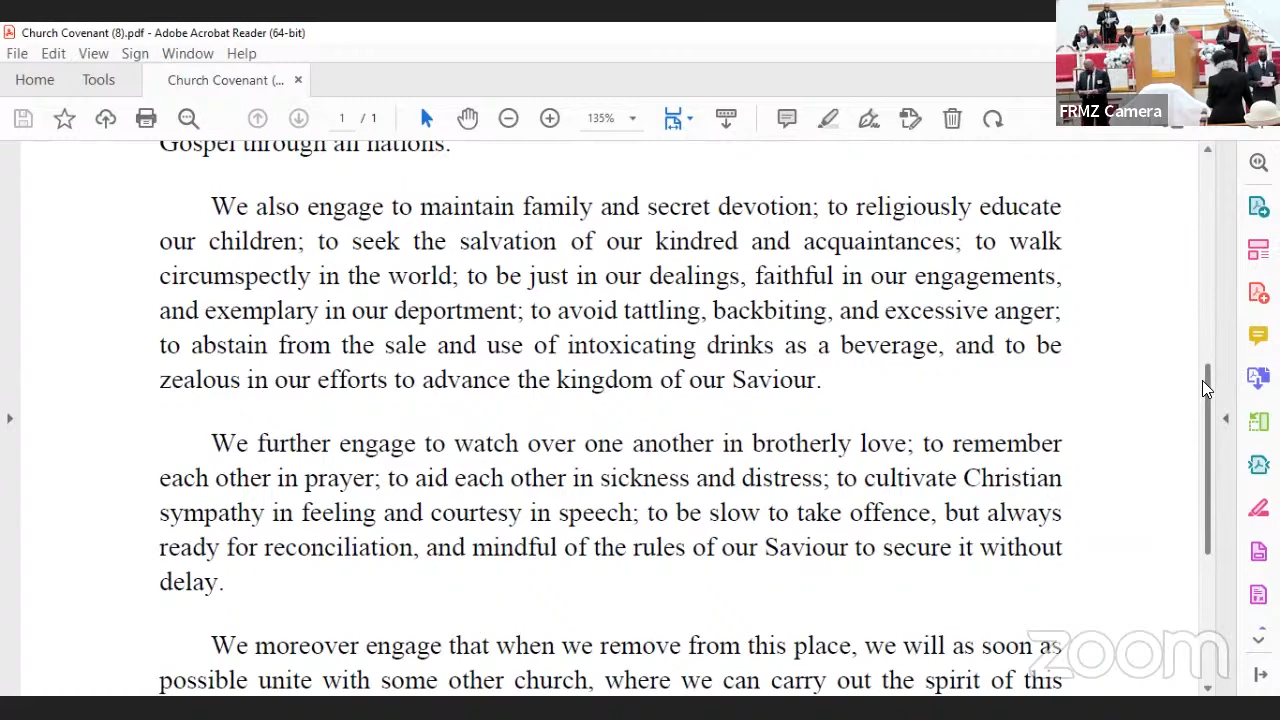 Church Covenant (8).pdf - Adobe Acrobat Reader (64-bit)
File Edit View Sign Window Help
Home Tools Church Covenant (... ×
1 / 1 135%
FRMZ Camera
Gospel through all nations.
We also engage to maintain family and secret devotion; to religiously educate
our children; to seek the salvation of our kindred and acquaintances; to walk
circumspectly in the world; to be just in our dealings, faithful in our engagements,
and exemplary in our deportment; to avoid tattling, backbiting, and excessive anger;
to abstain from the sale and use of intoxicating drinks as a beverage, and to be
zealous in our efforts to advance the kingdom of our Saviour.
We further engage to watch over one another in brotherly love; to remember
each other in prayer; to aid each other in sickness and distress; to cultivate Christian
sympathy in feeling and courtesy in speech; to be slow to take offence, but always
ready for reconciliation, and mindful of the rules of our Saviour to secure it without
delay.
We moreover engage that when we remove from this place, we will as soon as
possible unite with some other church, where we can carry out the spirit of this
zoom